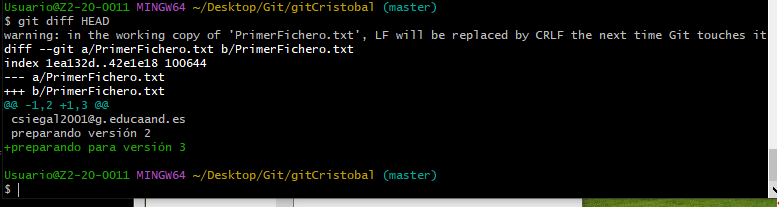 Usuario@Z2-20-0011 MINGW64 ~/Desktop/Git/gitCristobal (master)
$ git diff HEAD
warning: in the working copy of 'PrimerFichero.txt', LF will be replaced by CRLF the next time Git touches it
diff --git a/PrimerFichero.txt b/PrimerFichero.txt
index 1ea132d..42e1e18 100644
--- a/PrimerFichero.txt
+++ b/PrimerFichero.txt
@@ -1,2 +1,3 @@
 csiegal2001@g.educaand.es
 preparando versión 2
+preparando para versión 3
Usuario@Z2-20-0011 MINGW64 ~/Desktop/Git/gitCristobal (master)
$